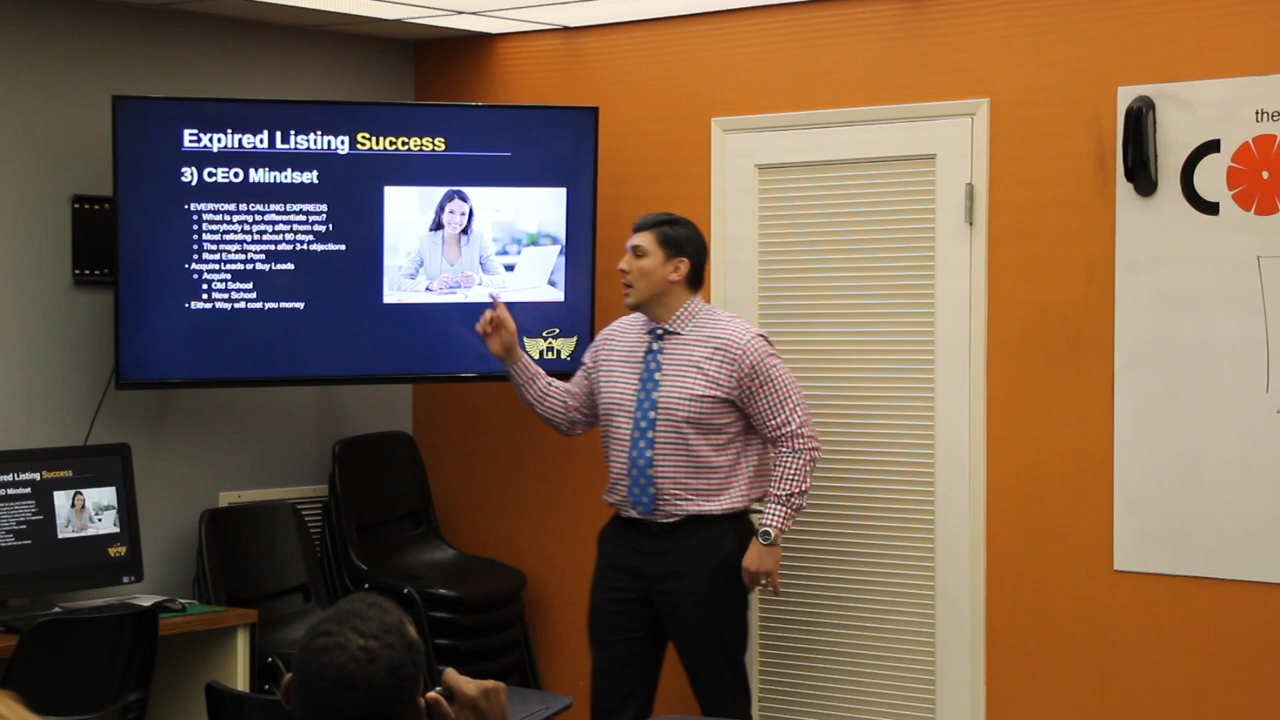 Expired Listing Success
3) CEO Mindset
• EVERYONE IS CALLING EXPIREDS
What is going to differentiate you?
Everybody is going after them day 1
Most relisting in about 90 days.
The magic happens after 3-4 objections
Real Estate Porn
• Acquire Leads or Buy Leads
Acquire
Old School
New School
• Either Way will cost you money
the
CO
red Listing Success
O Mindset